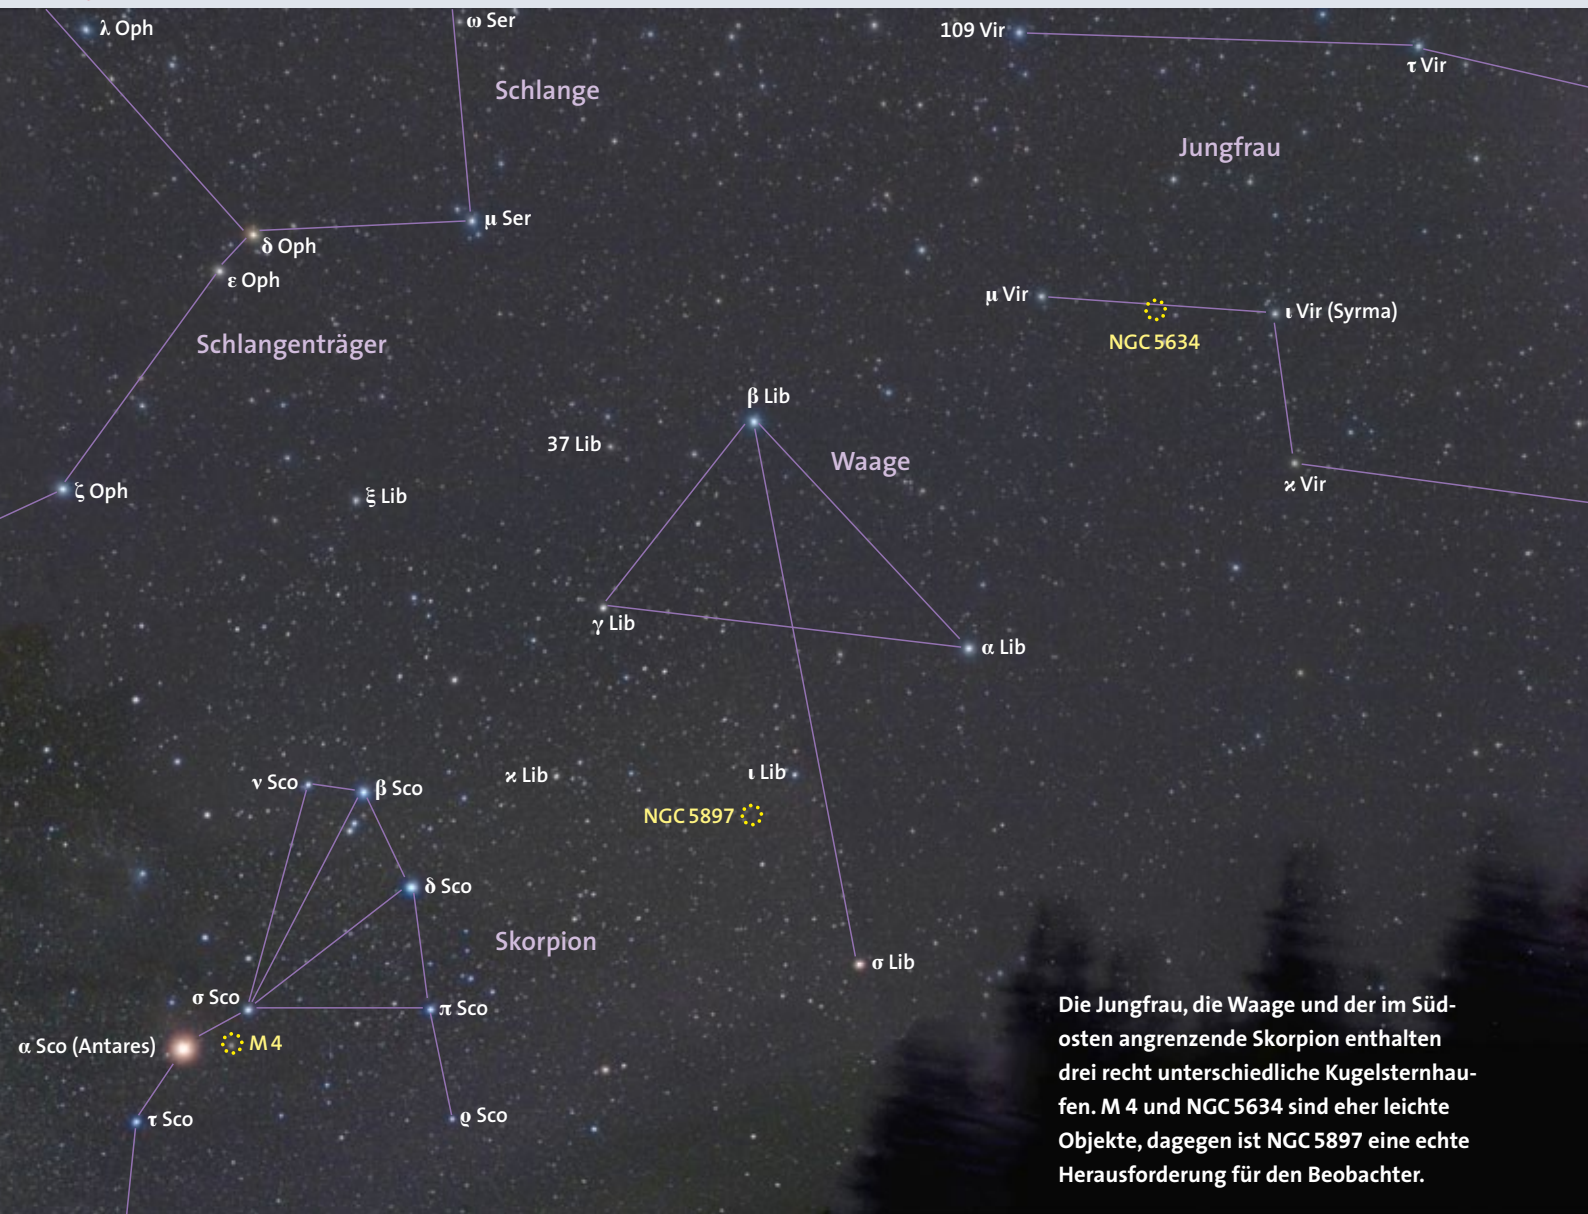 λ Oph
ω Ser
109 Vir
τ Vir
Schlange
Jungfrau
μ Ser
δ Oph
ε Oph
μ Vir
ι Vir (Syrma)
NGC 5634
Schlangenträger
β Lib
37 Lib
Waage
ζ Oph
ξ Lib
ϰ Vir
γ Lib
α Lib
ν Sco
β Sco
ϰ Lib
ι Lib
NGC 5897
δ Sco
Skorpion
σ Lib
σ Sco
π Sco
α Sco (Antares)
M 4
τ Sco
ϱ Sco
Die Jungfrau, die Waage und der im Süd-
osten angrenzende Skorpion enthalten
drei recht unterschiedliche Kugelsternhau-
fen. M 4 und NGC 5634 sind eher leichte
Objekte, dagegen ist NGC 5897 eine echte
Herausforderung für den Beobachter.